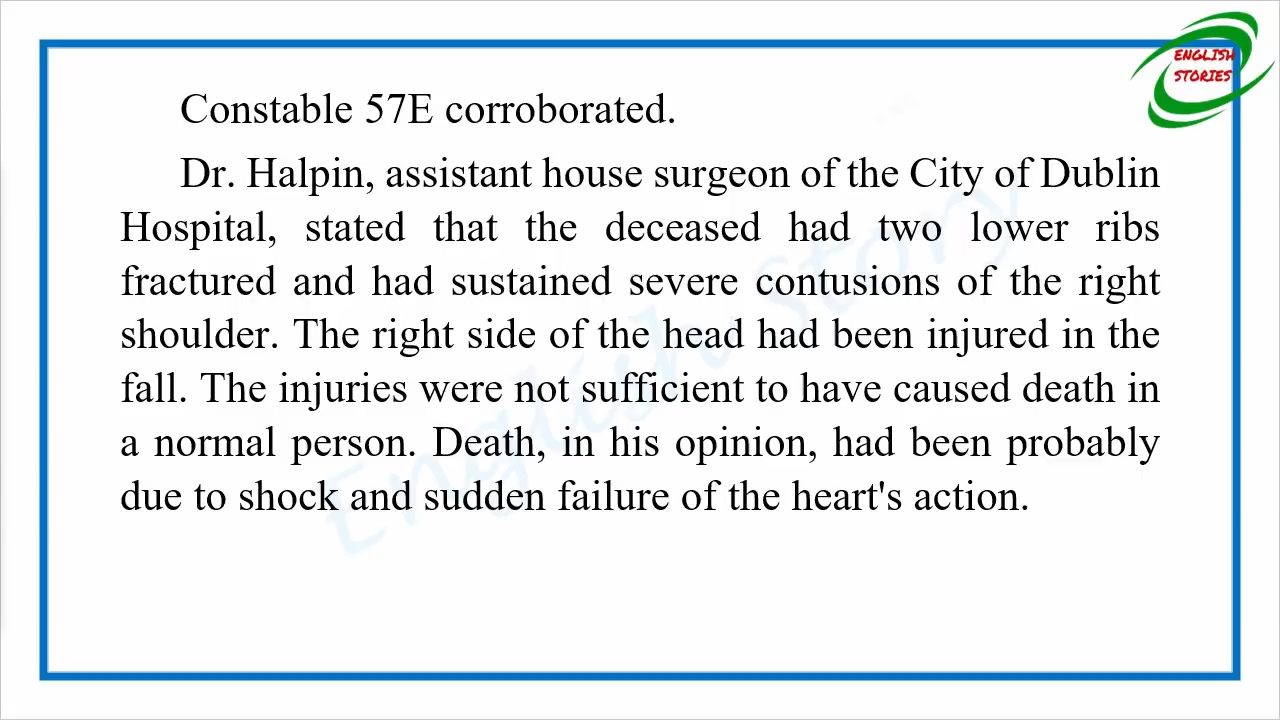 ENGLISH
STORIES
Constable 57E corroborated.
Dr. Halpin, assistant house surgeon of the City of Dublin
Hospital, stated that the deceased had two lower ribs
fractured and had sustained severe contusions of the right
shoulder. The right side of the head had been injured in the
fall. The injuries were not sufficient to have caused death in
a normal person. Death, in his opinion, had been probably
due to shock and sudden failure of the heart's action.
English Story